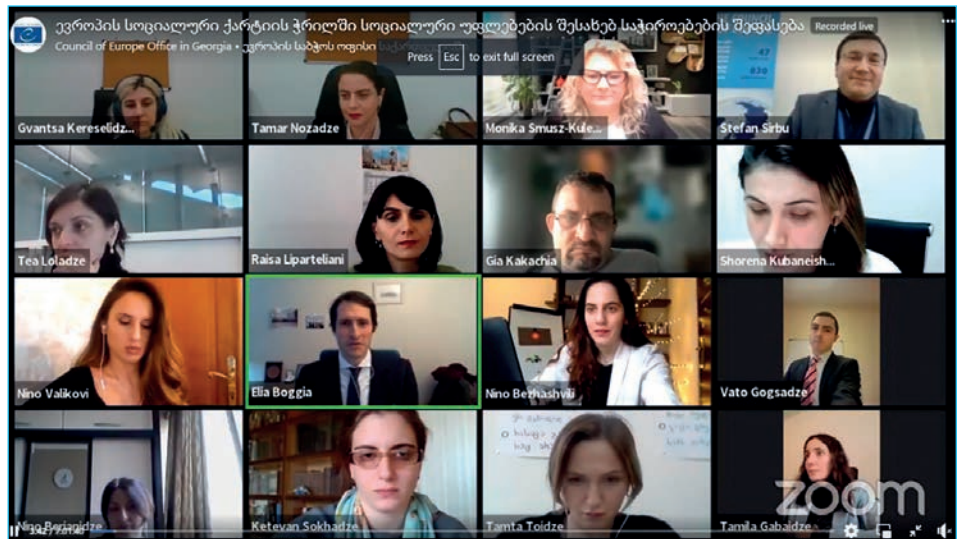 ევროპის სოციალური ქარტიის ჭრილში სოციალური უფლებების შესახებ საჭიროებების შეფასება
Recorded live
Council of Europe Office in Georgia • ევროპის საბჭოს ოფისი
Press Esc to exit full screen
47
830
Gvantsa Kereselidz...
Tamar Nozadze
Monika Smusz-Kule...
Stefan Sirbu
Tea Loladze
Raisa Liparteliani
Gia Kakachia
Shorena Kubaneish...
Nino Valikovi
Elia Boggia
Nino Bezhashvili
Vato Gogsadze
Nino Beriagidze
Ketevan Sokhadze
Tamta Toidze
Tamila Gabaidze
zoom